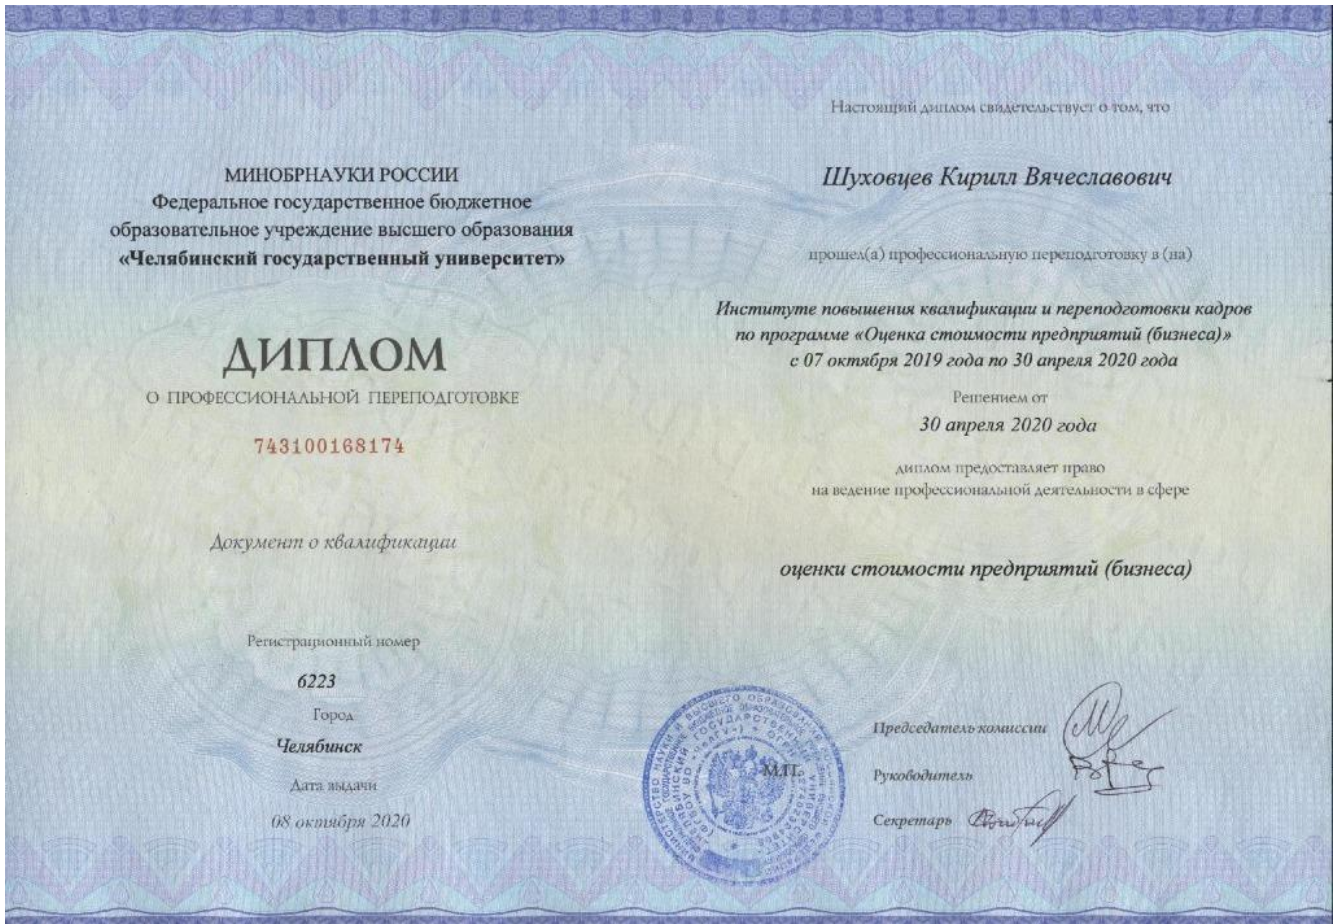 МИНОБРНАУКИ РОССИИ
Федеральное государственное бюджетное
образовательное учреждение высшего образования
«Челябинский государственный университет»
ДИПЛОМ
О ПРОФЕССИОНАЛЬНОЙ ПЕРЕПОДГОТОВКЕ
743100168174
Документ о квалификации
Регистрационный номер
6223
Город
Челябинск
Дата выдачи
08 октября 2020
Настоящий диплом свидетельствует о том, что
Шуховцев Кирилл Вячеславович
прошел(а) профессиональную переподготовку в (на)
Институте повышения квалификации и переподготовки кадров
по программе «Оценка стоимости предприятий (бизнеса)»
с 07 октября 2019 года по 30 апреля 2020 года
Решением от
30 апреля 2020 года
диплом предоставляет право
на ведение профессиональной деятельности в сфере
оценки стоимости предприятий (бизнеса)
М.П.
Председатель комиссии
Руководитель
Секретарь